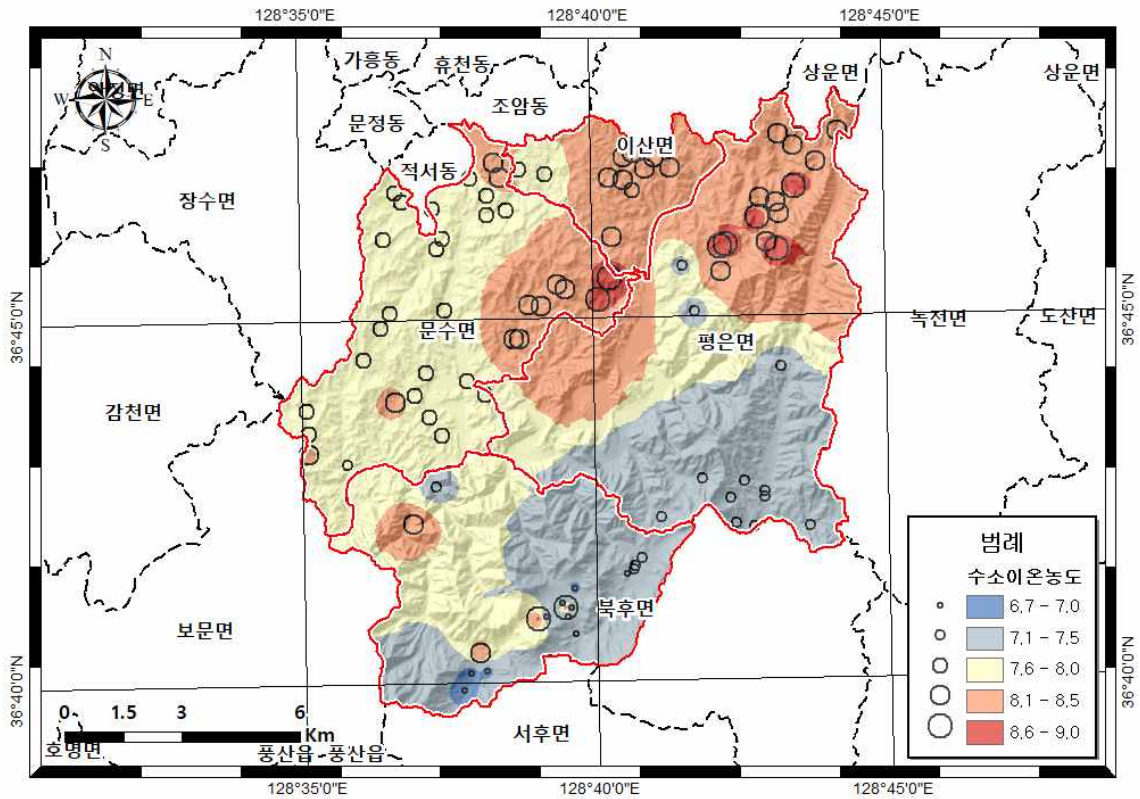 128°35'0"E
128°40'0"E
128°45'0"E
N
W
E
S
가흥동
휴천동
상운면
상운면
조암동
문정동
이산면
적서동
장수면
36°45'0"N
36°45'0"N
문수면
평은면
녹전면
도산면
감천면
범례
수소이온농도
6.7 - 7.0
7.1 - 7.5
7.6 - 8.0
8.1 - 8.5
8.6 - 9.0
북후면
보문면
36°40'0"N
36°40'0"N
0 1.5 3 6
Km
서후면
호명면
풍산읍
풍산읍
128°35'0"E
128°40'0"E
128°45'0"E